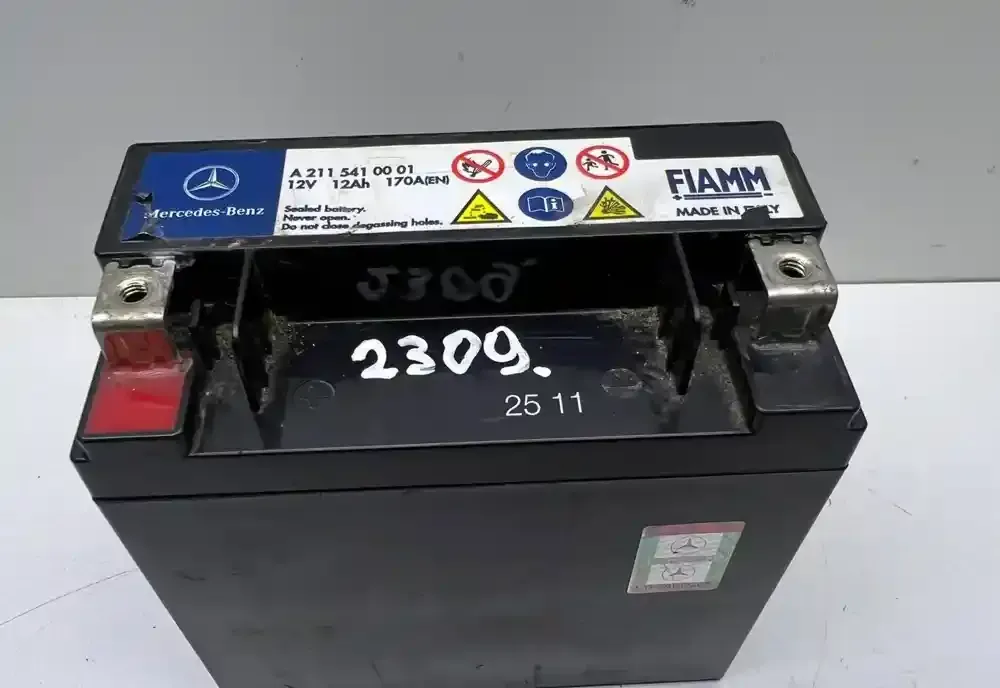 Mercedes-Benz
A 211 541 00 01
12V 12Ah 170A(EN)
Sealed battery.
Never open.
Do not close degassing holes.
FIAMM
MADE IN
2309.
25 11